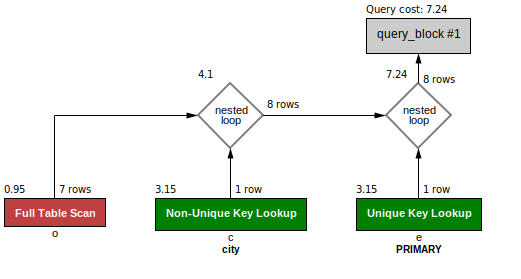 Query cost: 7.24
query_block #1
4.1
7.24
8 rows
nested
loop
8 rows
nested
loop
0.95
7 rows
3.15
1 row
3.15
1 row
Full Table Scan
Non-Unique Key Lookup
Unique Key Lookup
o
c
e
city
PRIMARY